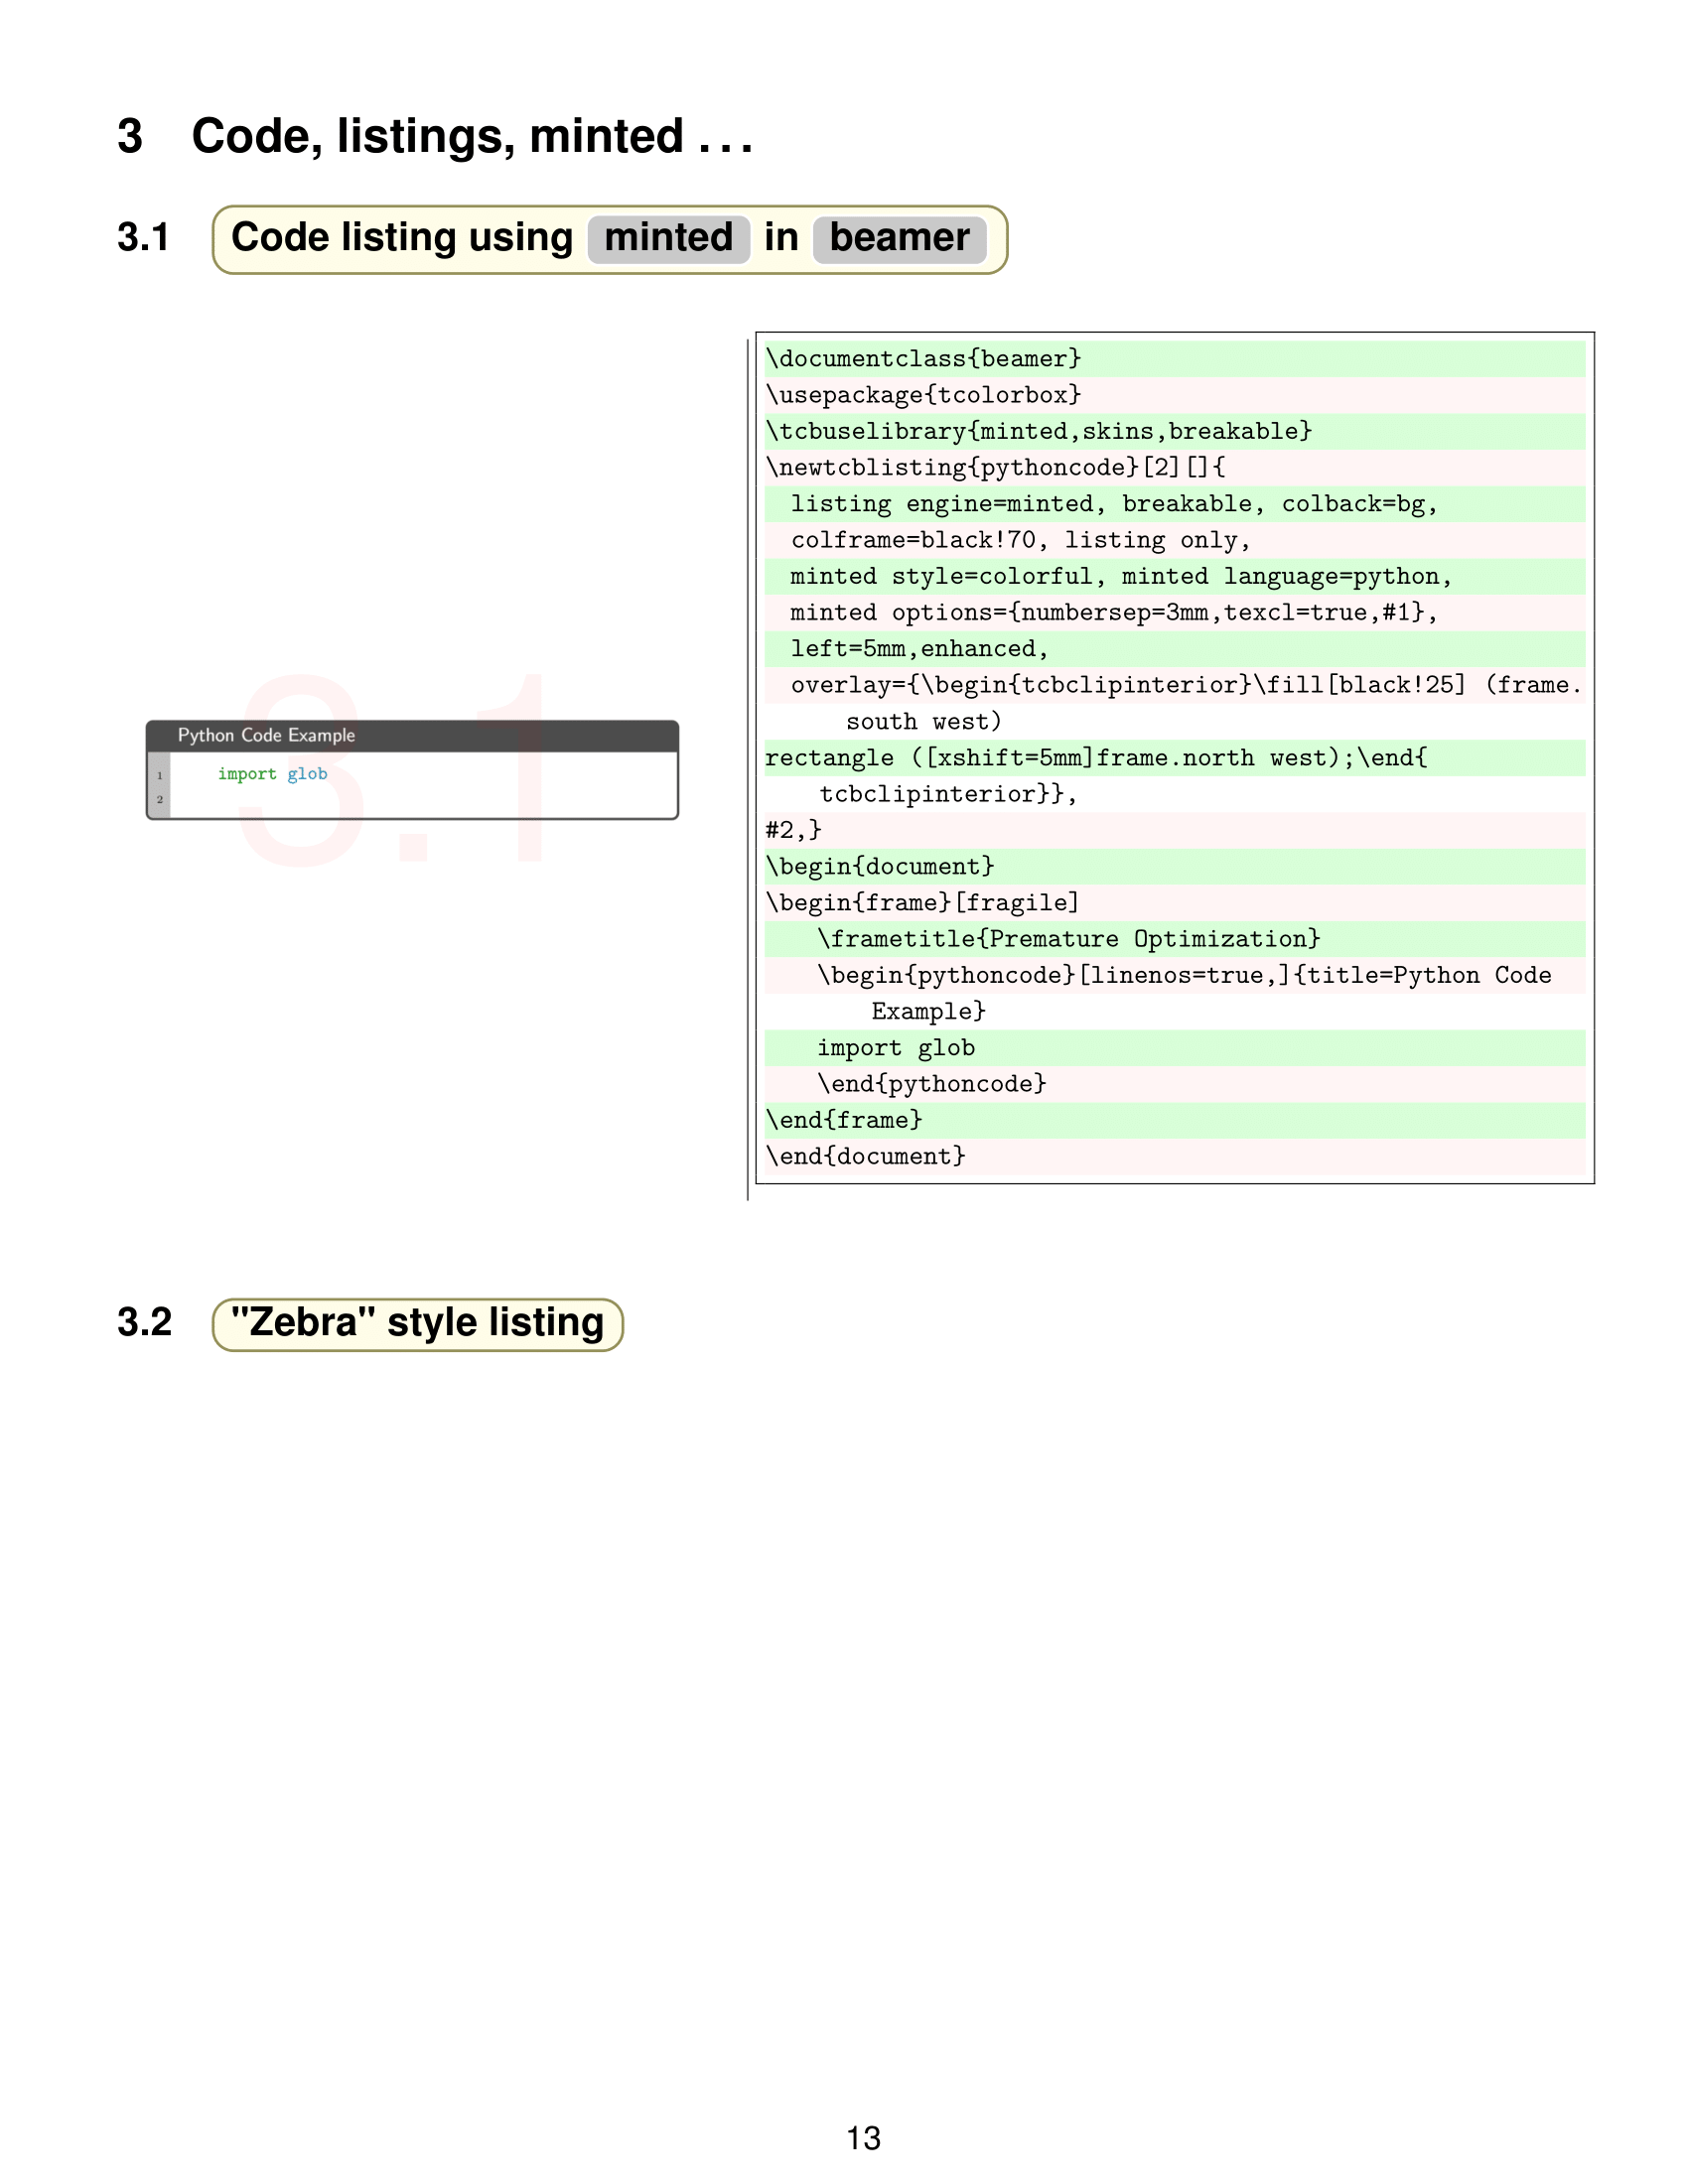 3 Code, listings, minted . . .
3.1 Code listing using minted in beamer
3.1
Python Code Example
1 import glob
2
\documentclass{beamer}
\usepackage{tcolorbox}
\tcbuselibrary{minted,skins,breakable}
\newtcblisting{pythoncode}[2][]{
  listing engine=minted, breakable, colback=bg,
  colframe=black!70, listing only,
  minted style=colorful, minted language=python,
  minted options={numbersep=3mm,texcl=true,#1},
  left=5mm,enhanced,
  overlay={\begin{tcbclipinterior}\fill[black!25] (frame.
      south west)
rectangle ([xshift=5mm]frame.north west);\end{
    tcbclipinterior}},
#2,}
\begin{document}
\begin{frame}[fragile]
    \frametitle{Premature Optimization}
    \begin{pythoncode}[linenos=true,]{title=Python Code
        Example}
    import glob
    \end{pythoncode}
\end{frame}
\end{document}
3.2 "Zebra" style listing
13